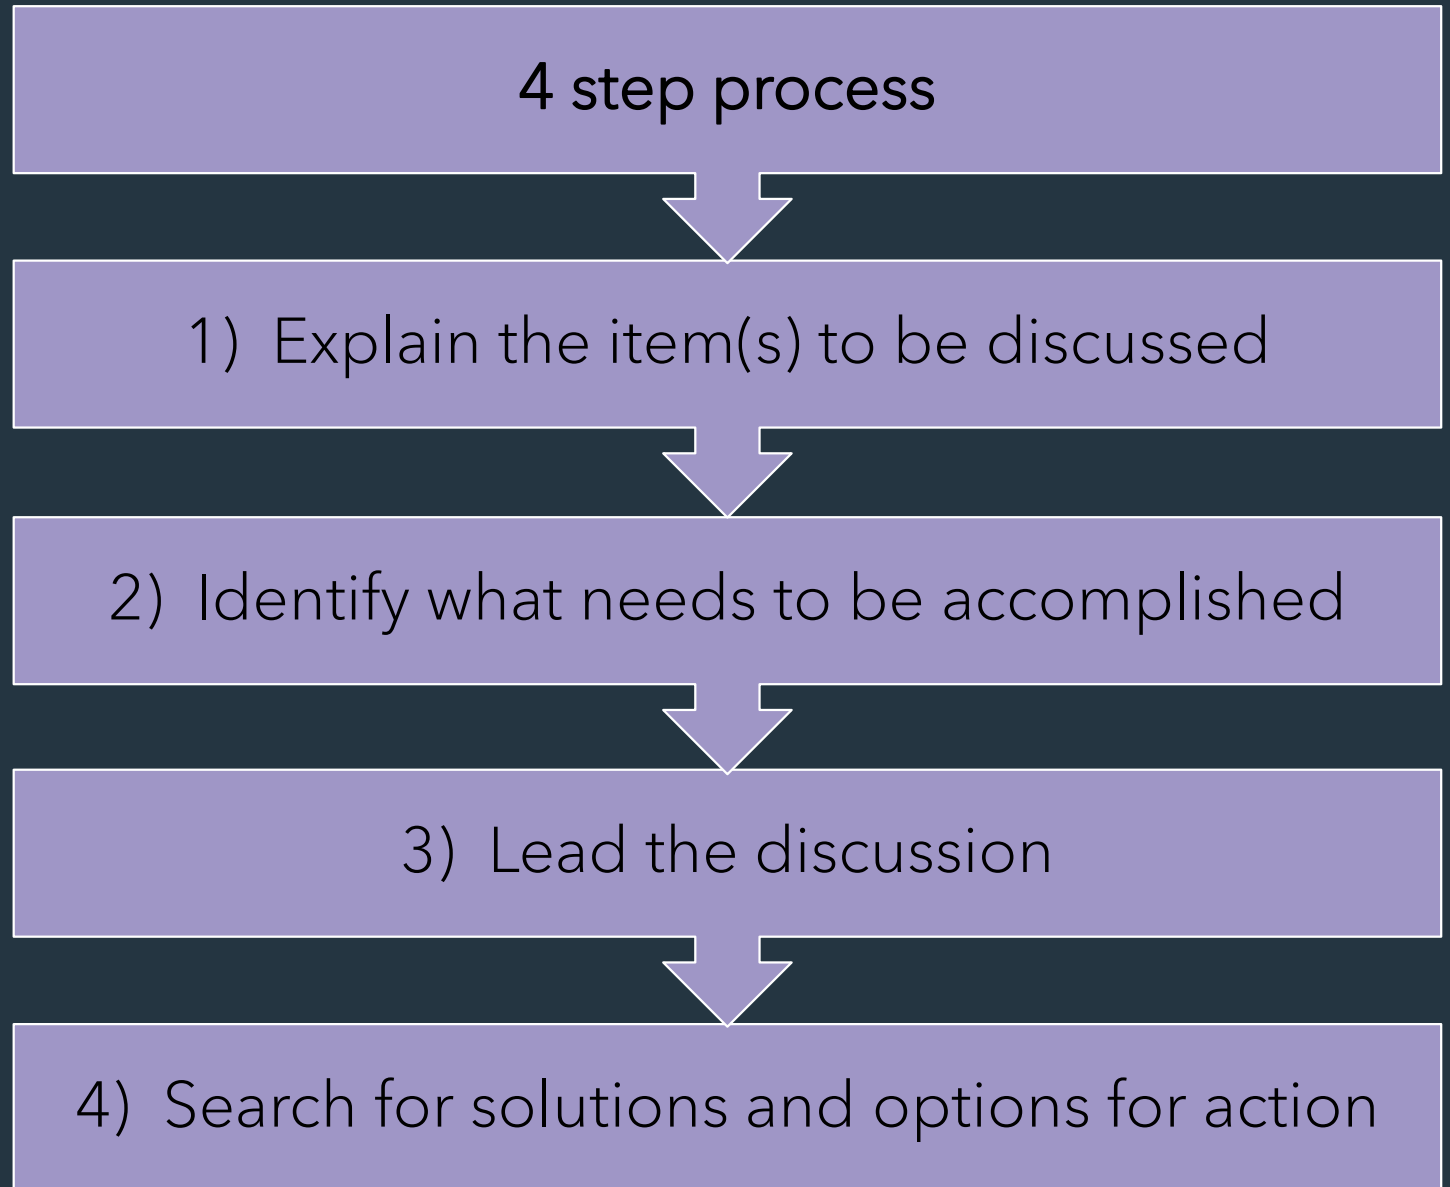 4 step process
1) Explain the item(s) to be discussed
2) Identify what needs to be accomplished
3) Lead the discussion
4) Search for solutions and options for action